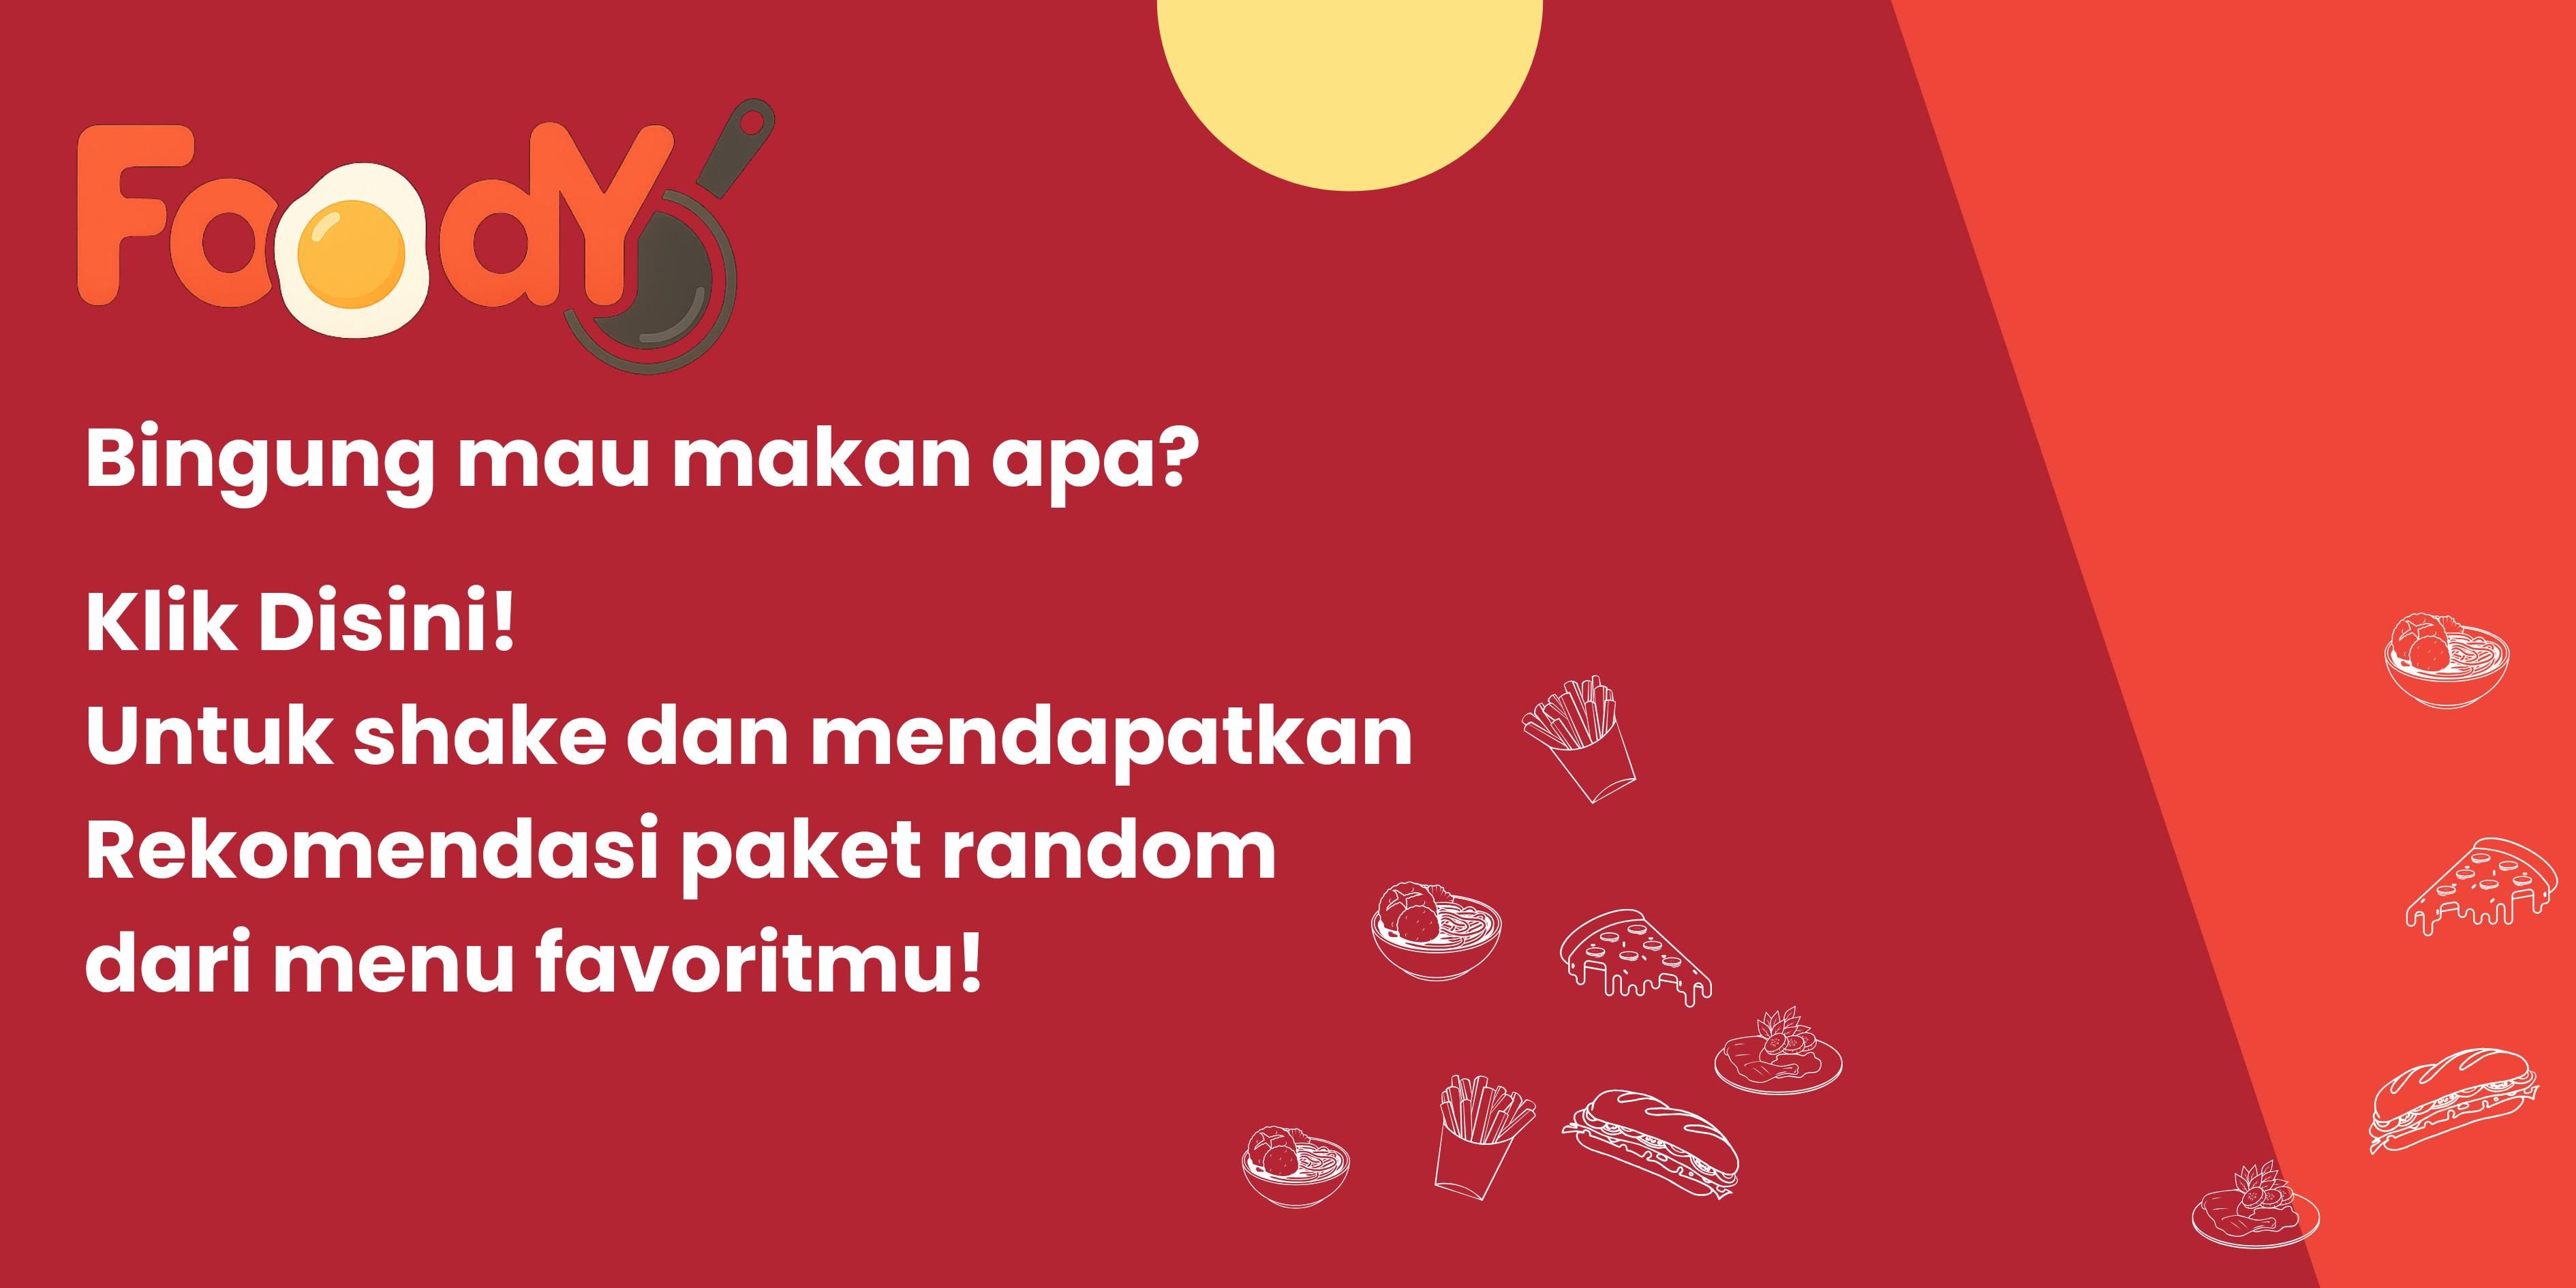 FoodY
Bingung mau makan apa?
Klik Disini!
Untuk shake dan mendapatkan
Rekomendasi paket random
dari menu favoritmu!